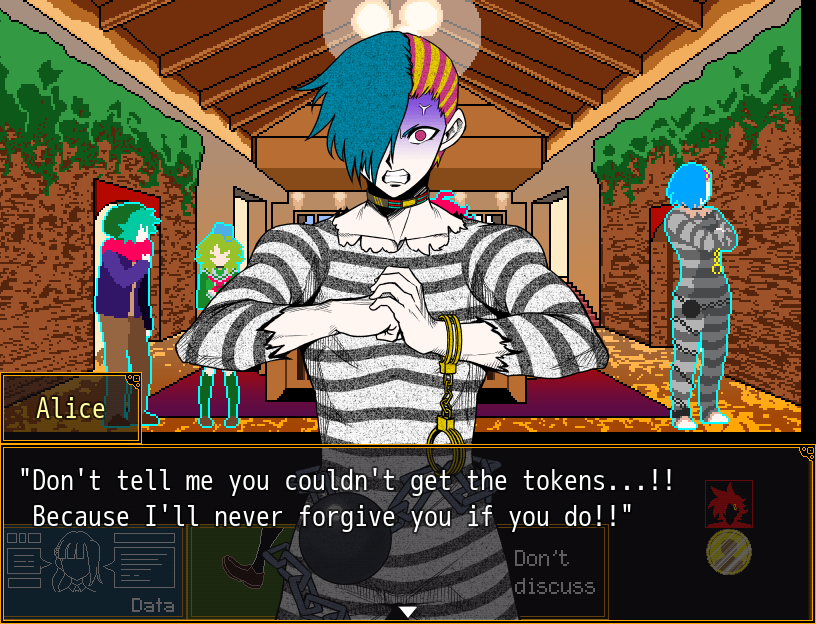 Alice
"Don't tell me you couldn't get the tokens...!!
Because I'll never forgive you if you do!!"
Data
Don't
discuss